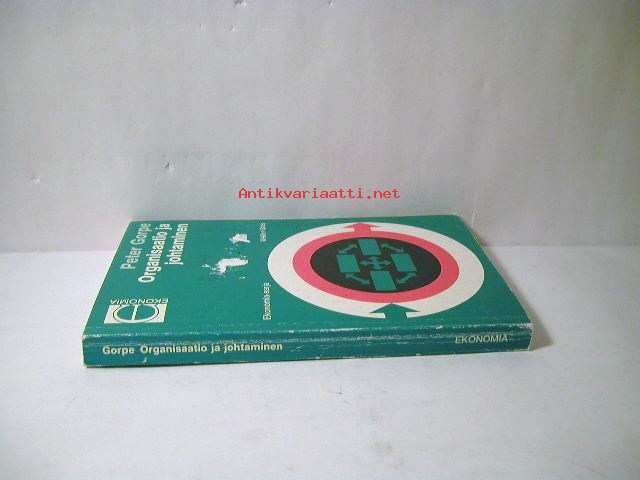 Antikvariaatti.net
Peter Gorpe
Organisaatio ja
johtaminen
EKONOMIA
Ekonomia-sarja
Gorpe Organisaatio ja johtaminen
EKONOMIA